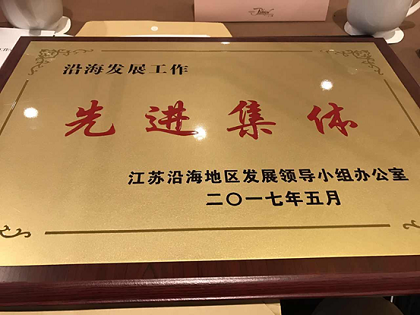 沿海发展工作
先进集体
江苏沿海地区发展领导小组办公室
二〇一七年五月